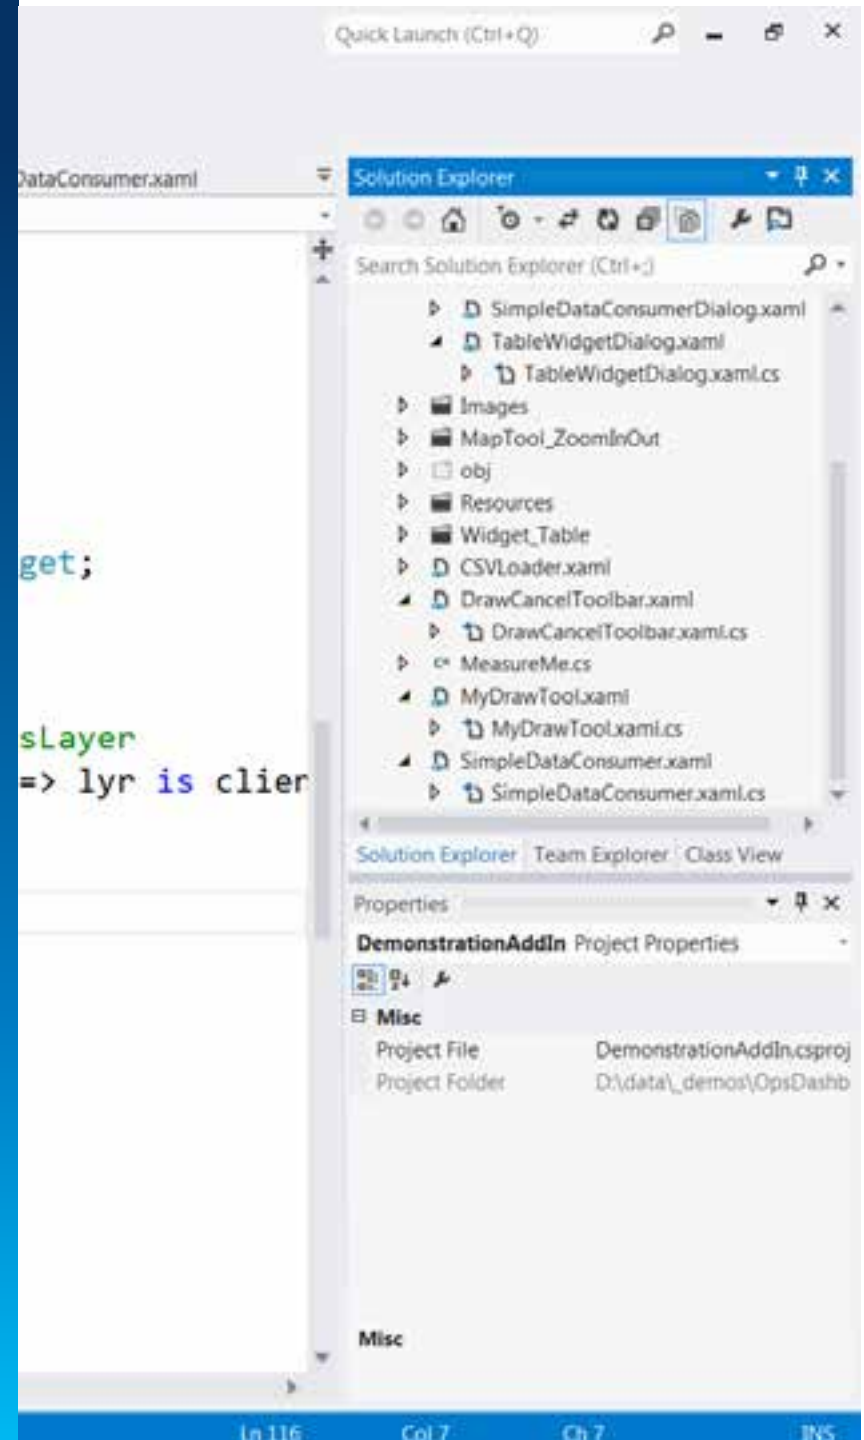 Quick Launch (Ctrl+Q)
DataConsumer.xaml
get;
sLayer
=> lyr is clien
Solution Explorer
Search Solution Explorer (Ctrl+;)
SimpleDataConsumerDialog.xaml
TableWidgetDialog.xaml
TableWidgetDialog.xaml.cs
Images
MapTool_ZoomInOut
obj
Resources
Widget_Table
CSVLoader.xaml
DrawCancelToolbar.xaml
DrawCancelToolbar.xaml.cs
C# MeasureMe.cs
MyDrawTool.xaml
MyDrawTool.xaml.cs
SimpleDataConsumer.xaml
SimpleDataConsumer.xaml.cs
Solution Explorer Team Explorer Class View
Properties
DemonstrationAddIn Project Properties
Misc
Project File DemonstrationAddIn.csproj
Project Folder D:\data\_demos\OpsDashb
Misc
Ln 116 Col 7 Ch 7 INS